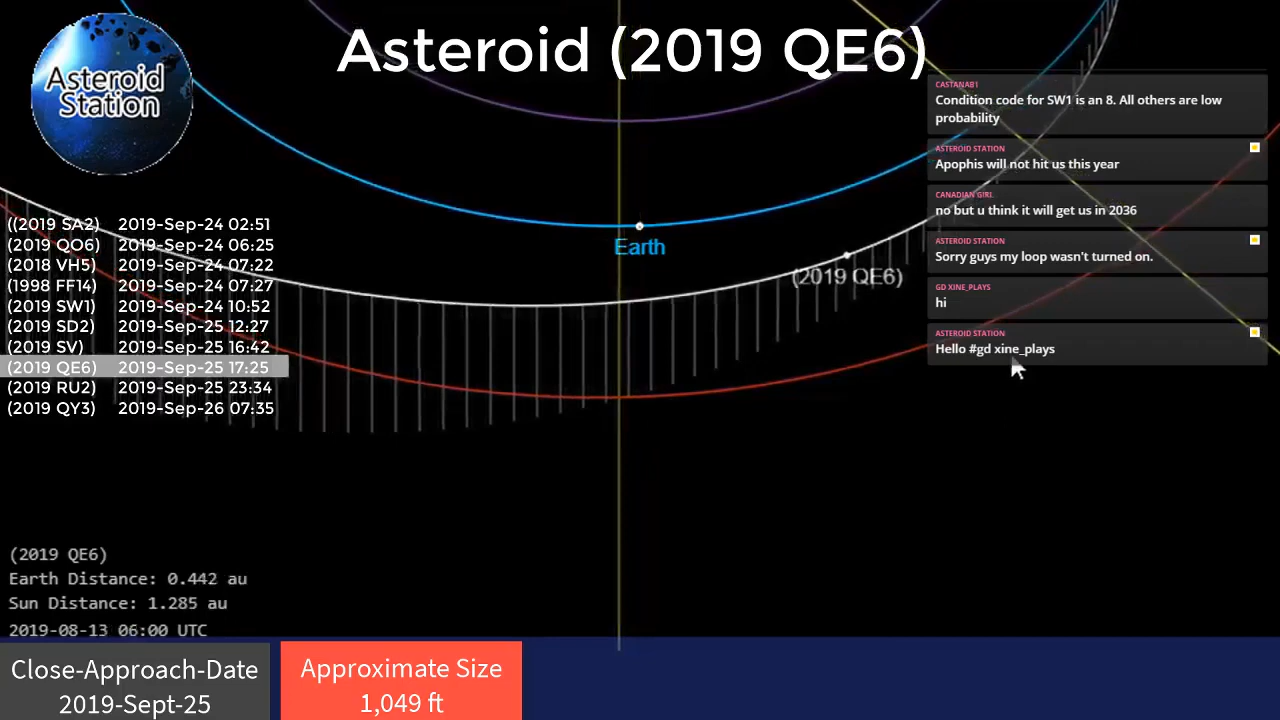 Asteroid (2019 QE6)
Asteroid
Station
((2019 SA2) 2019-Sep-24 02:51
(2019 QO6) 2019-Sep-24 06:25
(2018 VH5) 2019-Sep-24 07:22
(1998 FF14) 2019-Sep-24 07:27
(2019 SW1) 2019-Sep-24 10:52
(2019 SD2) 2019-Sep-25 12:27
(2019 SV) 2019-Sep-25 16:42
(2019 QE6) 2019-Sep-25 17:25
(2019 RU2) 2019-Sep-25 23:34
(2019 QY3) 2019-Sep-26 07:35
Earth
(2019 QE6)
CASTANAB1
Condition code for SW1 is an 8. All others are low
probability
ASTEROID STATION
Apophis will not hit us this year
CANADIAN GIRL
no but u think it will get us in 2036
ASTEROID STATION
Sorry guys my loop wasn't turned on.
GD XINE_PLAYS
hi
ASTEROID STATION
Hello #gd xine_plays
(2019 QE6)
Earth Distance: 0.442 au
Sun Distance: 1.285 au
2019-08-13 06:00 UTC
Close-Approach-Date
2019-Sept-25
Approximate Size
1,049 ft